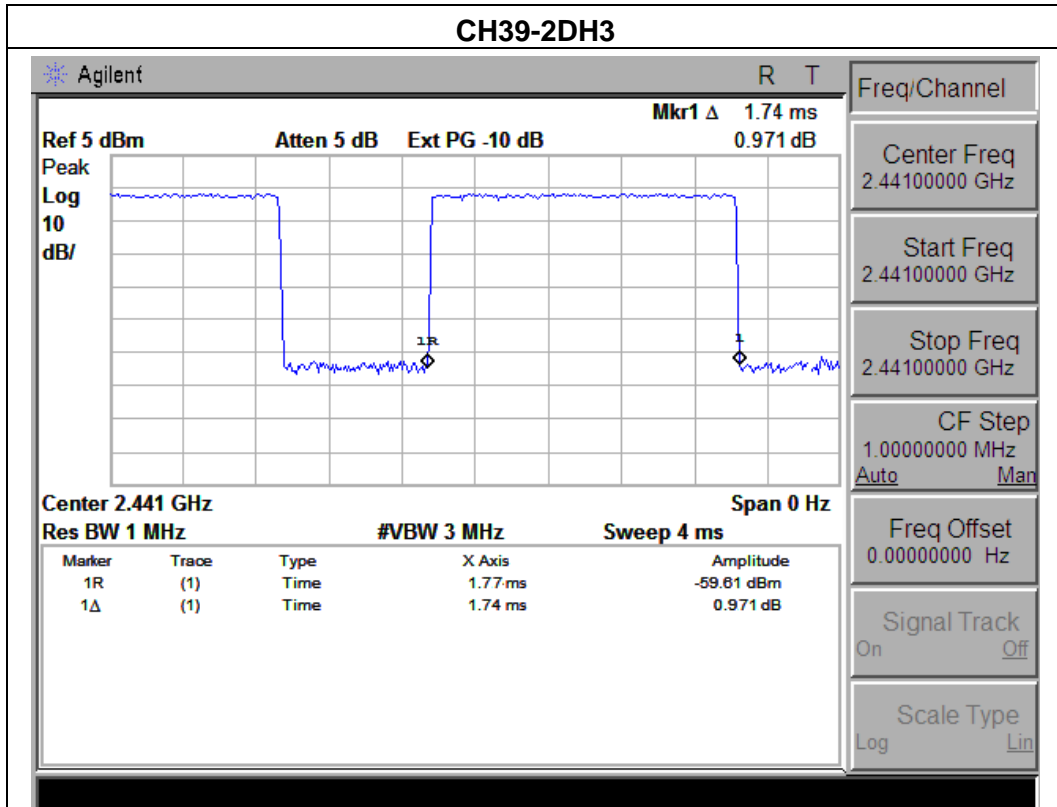 CH39-2DH3
Agilent R T
Mkr1 Δ 1.74 ms
Ref 5 dBm Atten 5 dB Ext PG -10 dB 0.971 dB
Peak
Log
10
dB/
1R
1
Center 2.441 GHz Span 0 Hz
Res BW 1 MHz #VBW 3 MHz Sweep 4 ms
Marker Trace Type X Axis Amplitude
1R (1) Time 1.77 ms -59.61 dBm
1Δ (1) Time 1.74 ms 0.971 dB
Freq/Channel
Center Freq
2.44100000 GHz
Start Freq
2.44100000 GHz
Stop Freq
2.44100000 GHz
CF Step
1.00000000 MHz
Auto Man
Freq Offset
0.00000000 Hz
Signal Track
On Off
Scale Type
Log Lin